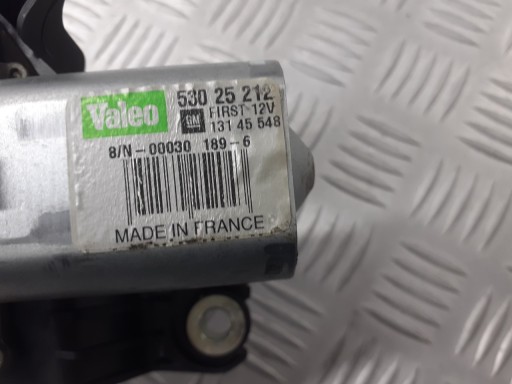 Valeo 530 25 212
GM FIRST-12V
131 45 548
8/N-00030 189-6
MADE IN FRANCE